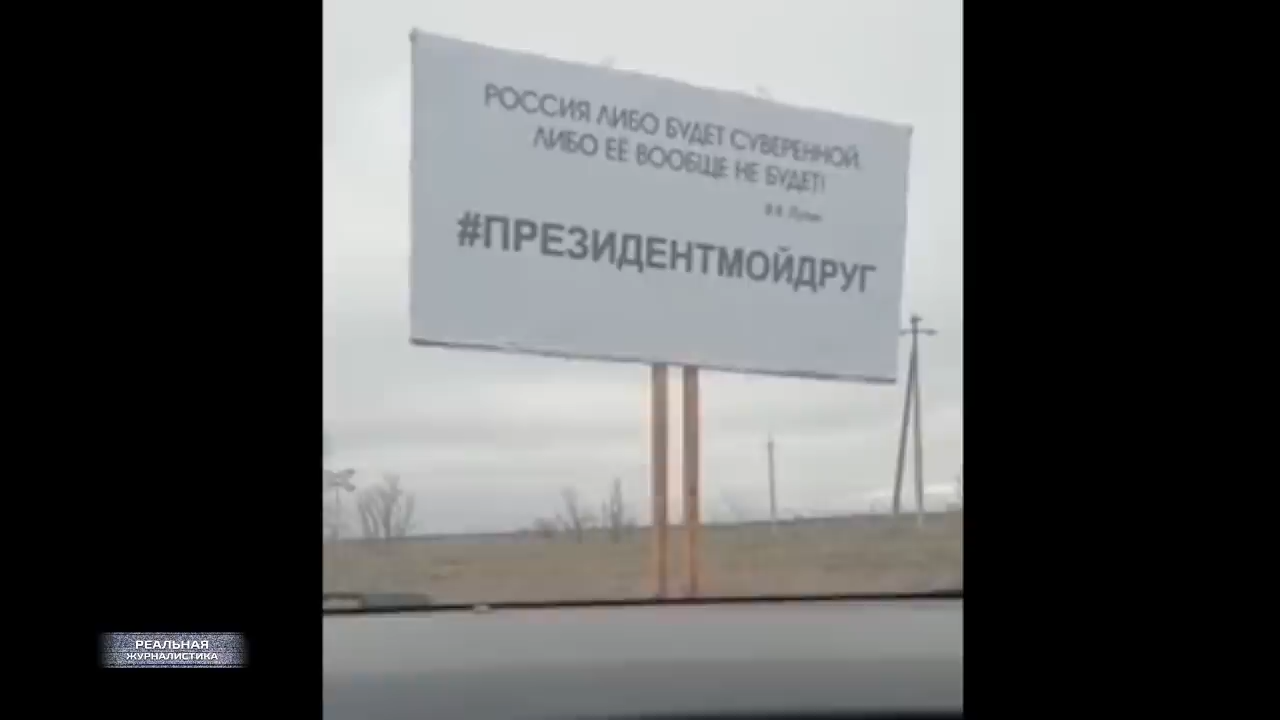 РОССИЯ ЛИБО БУДЕТ СУВЕРЕННОЙ,
ЛИБО ЕЁ ВООБЩЕ НЕ БУДЕТ!
#ПРЕЗИДЕНТМОЙДРУГ
РЕАЛЬНАЯ
ЖУРНАЛИСТИКА